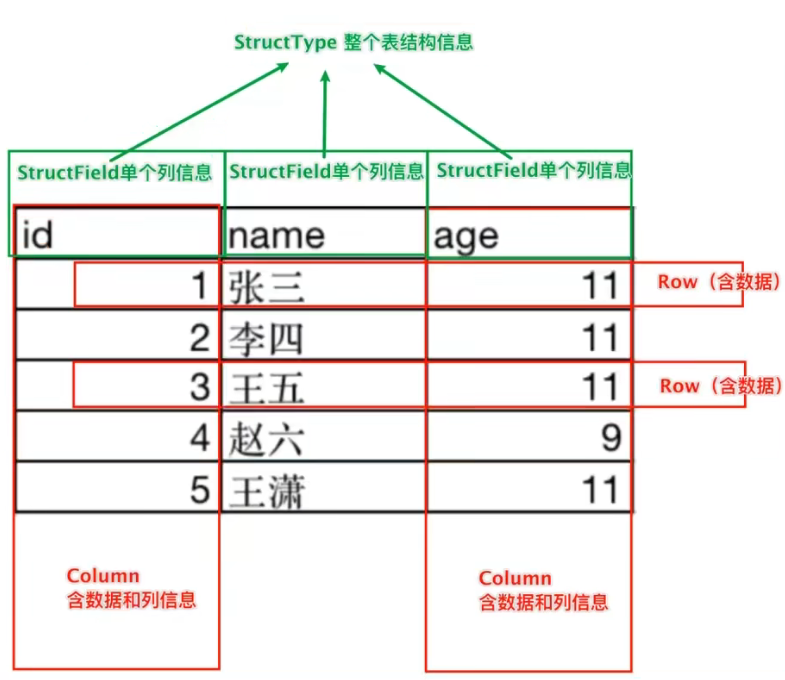 StructType 整个表结构信息
StructField单个列信息 StructField单个列信息 StructField单个列信息
id name age
1 张三 11 Row（含数据）
2 李四 11
3 王五 11 Row（含数据）
4 赵六 9
5 王潇 11
Column Column
含数据和列信息 含数据和列信息